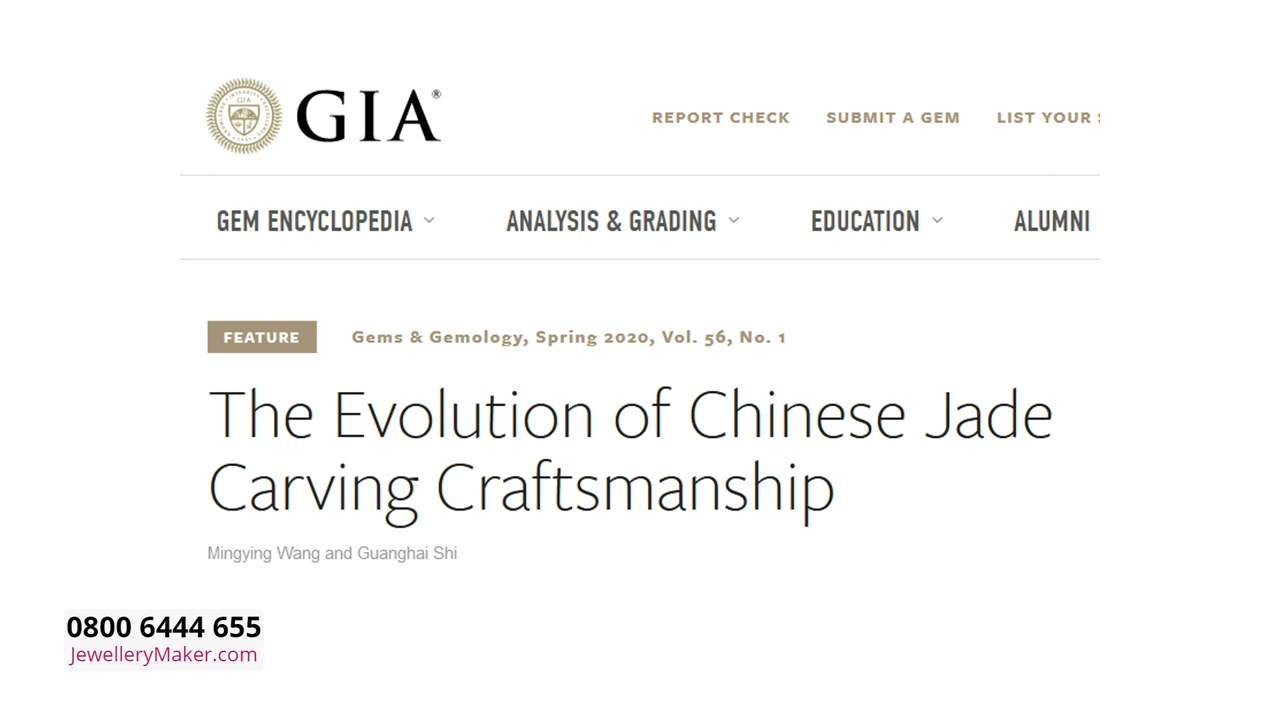 GIA®
REPORT CHECK SUBMIT A GEM LIST YOUR
GEM ENCYCLOPEDIA ANALYSIS & GRADING EDUCATION ALUMNI
FEATURE Gems & Gemology, Spring 2020, Vol. 56, No. 1
The Evolution of Chinese Jade
Carving Craftsmanship
Mingying Wang and Guanghai Shi
0800 6444 655
JewelleryMaker.com